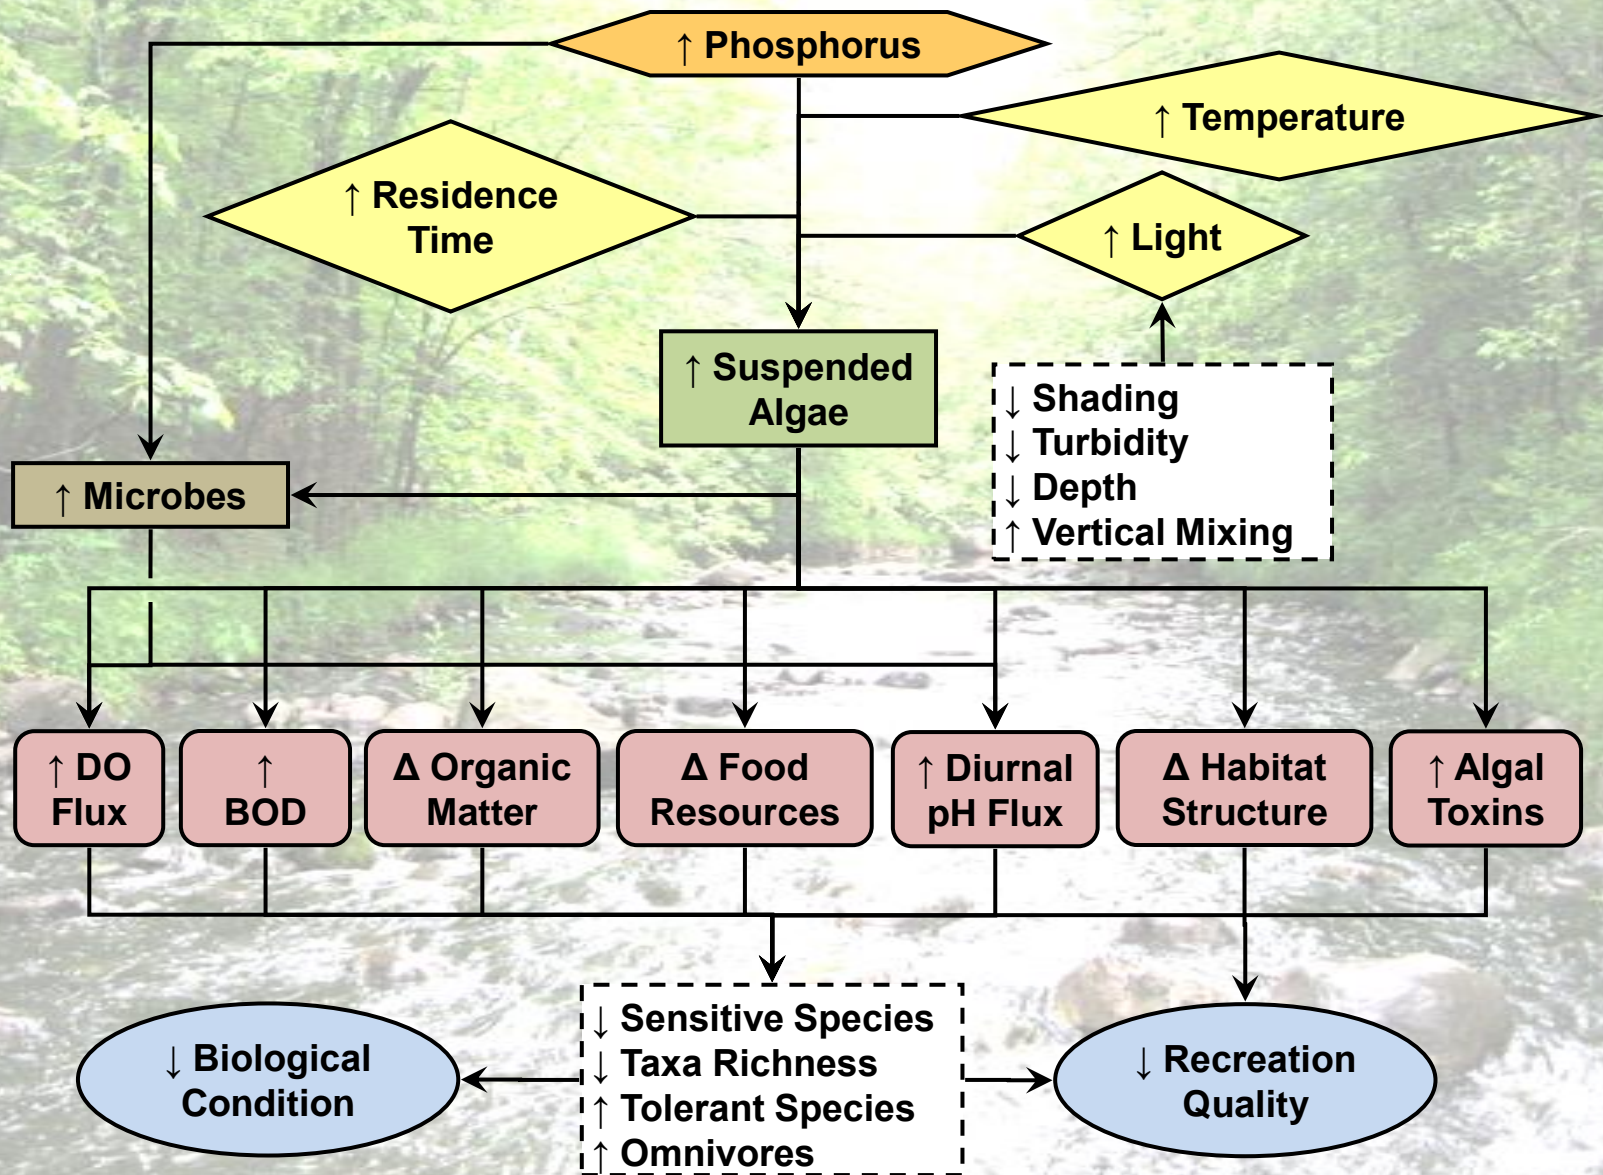 ↑ Phosphorus
↑ Temperature
↑ Residence
Time
↑ Light
↑ Suspended
Algae
↓ Shading
↓ Turbidity
↓ Depth
↑ Vertical Mixing
↑ Microbes
↑ DO
Flux
↑
BOD
Δ Organic
Matter
Δ Food
Resources
↑ Diurnal
pH Flux
Δ Habitat
Structure
↑ Algal
Toxins
↓ Biological
Condition
↓ Sensitive Species
↓ Taxa Richness
↑ Tolerant Species
↑ Omnivores
↓ Recreation
Quality